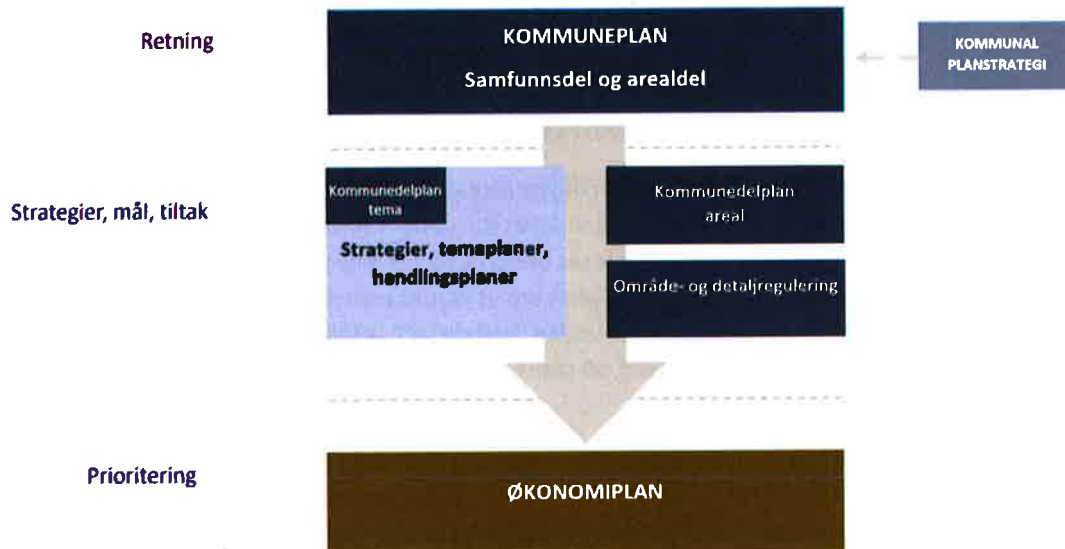 Retning
KOMMUNEPLAN
Samfunnsdel og arealdel
KOMMUNAL
PLANSTRATEGI
Strategier, mål, tiltak
Kommunedelplan
tema
Strategier, temaplaner,
handlingsplaner
Kommunedelplan
areal
Område- og detaljregulering
Prioritering
ØKONOMIPLAN